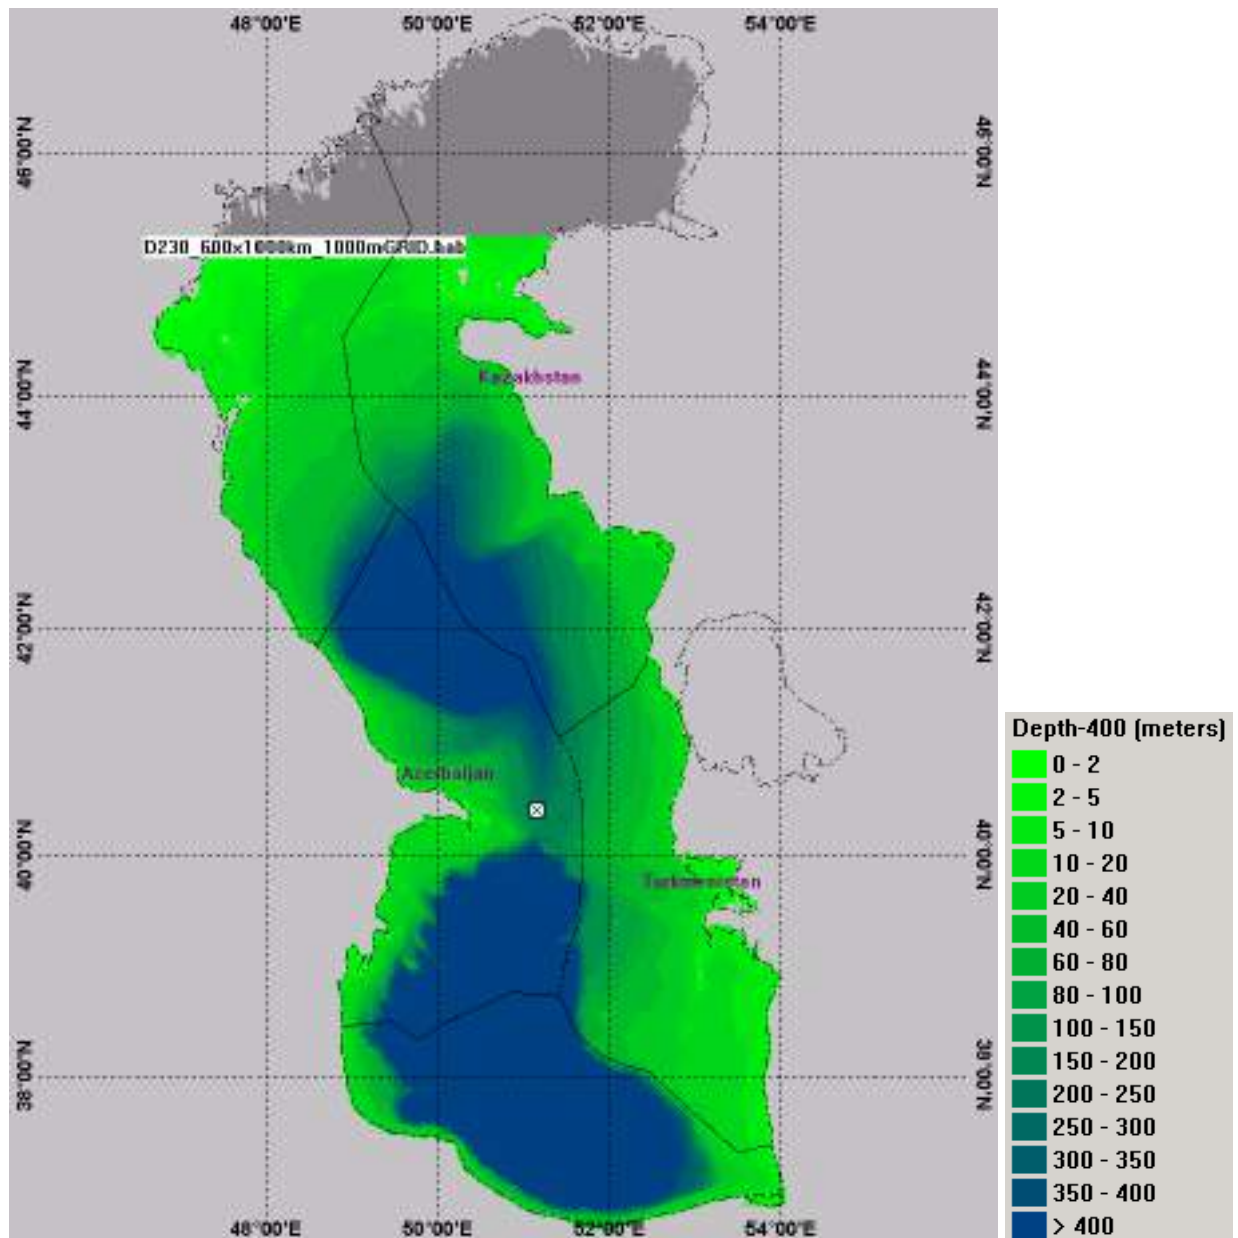 48°00'E 50°00'E 52°00'E 54°00'E
46°00'N 46°00'N
D230_600x1000km_1000mGRID.hab
Kazakhstan
44°00'N 44°00'N
42°00'N 42°00'N
Azerbaijan
40°00'N 40°00'N
Turkmenistan
38°00'N 38°00'N
48°00'E 50°00'E 52°00'E 54°00'E
Depth-400 (meters)
0 - 2
2 - 5
5 - 10
10 - 20
20 - 40
40 - 60
60 - 80
80 - 100
100 - 150
150 - 200
200 - 250
250 - 300
300 - 350
350 - 400
> 400